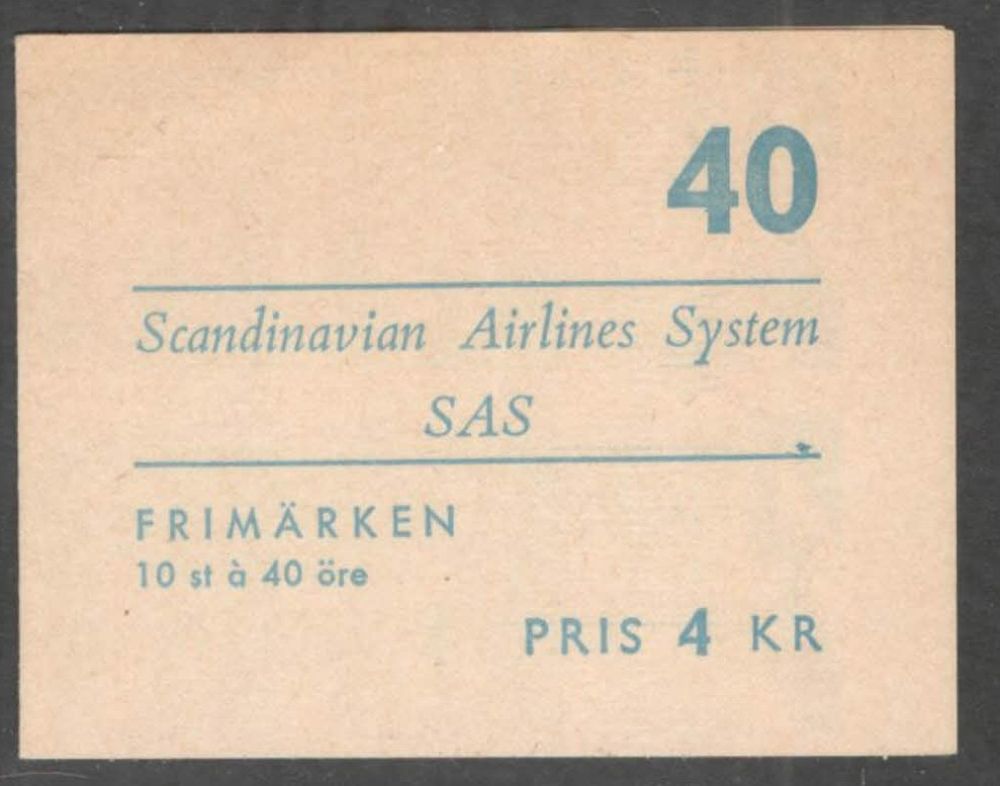 40
Scandinavian Airlines System
SAS
FRIMÄRKEN
10 st à 40 öre
PRIS 4 KR